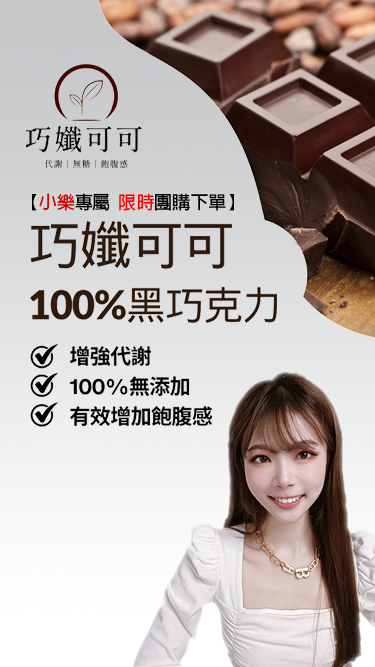 巧孅可可
代謝｜無糖｜飽腹感
【小樂專屬 限時團購下單】
巧孅可可
100%黑巧克力
增強代謝
100%無添加
有效增加飽腹感